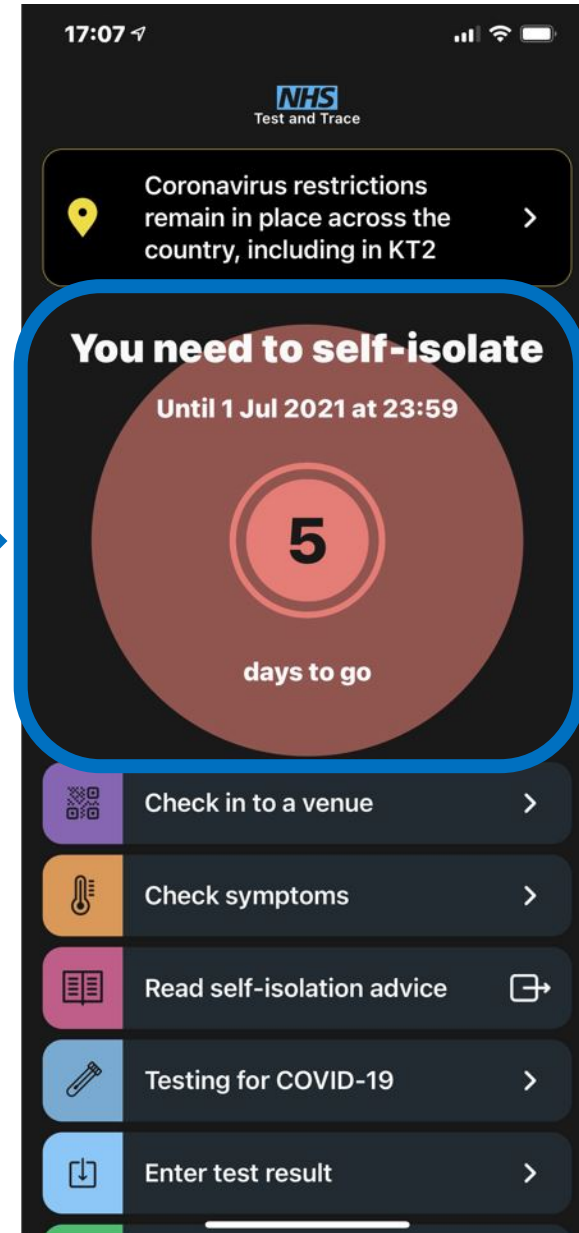 17:07
NHS
Test and Trace
Coronavirus restrictions
remain in place across the
country, including in KT2
You need to self-isolate
Until 1 Jul 2021 at 23:59
5
days to go
Check in to a venue
Check symptoms
Read self-isolation advice
Testing for COVID-19
Enter test result